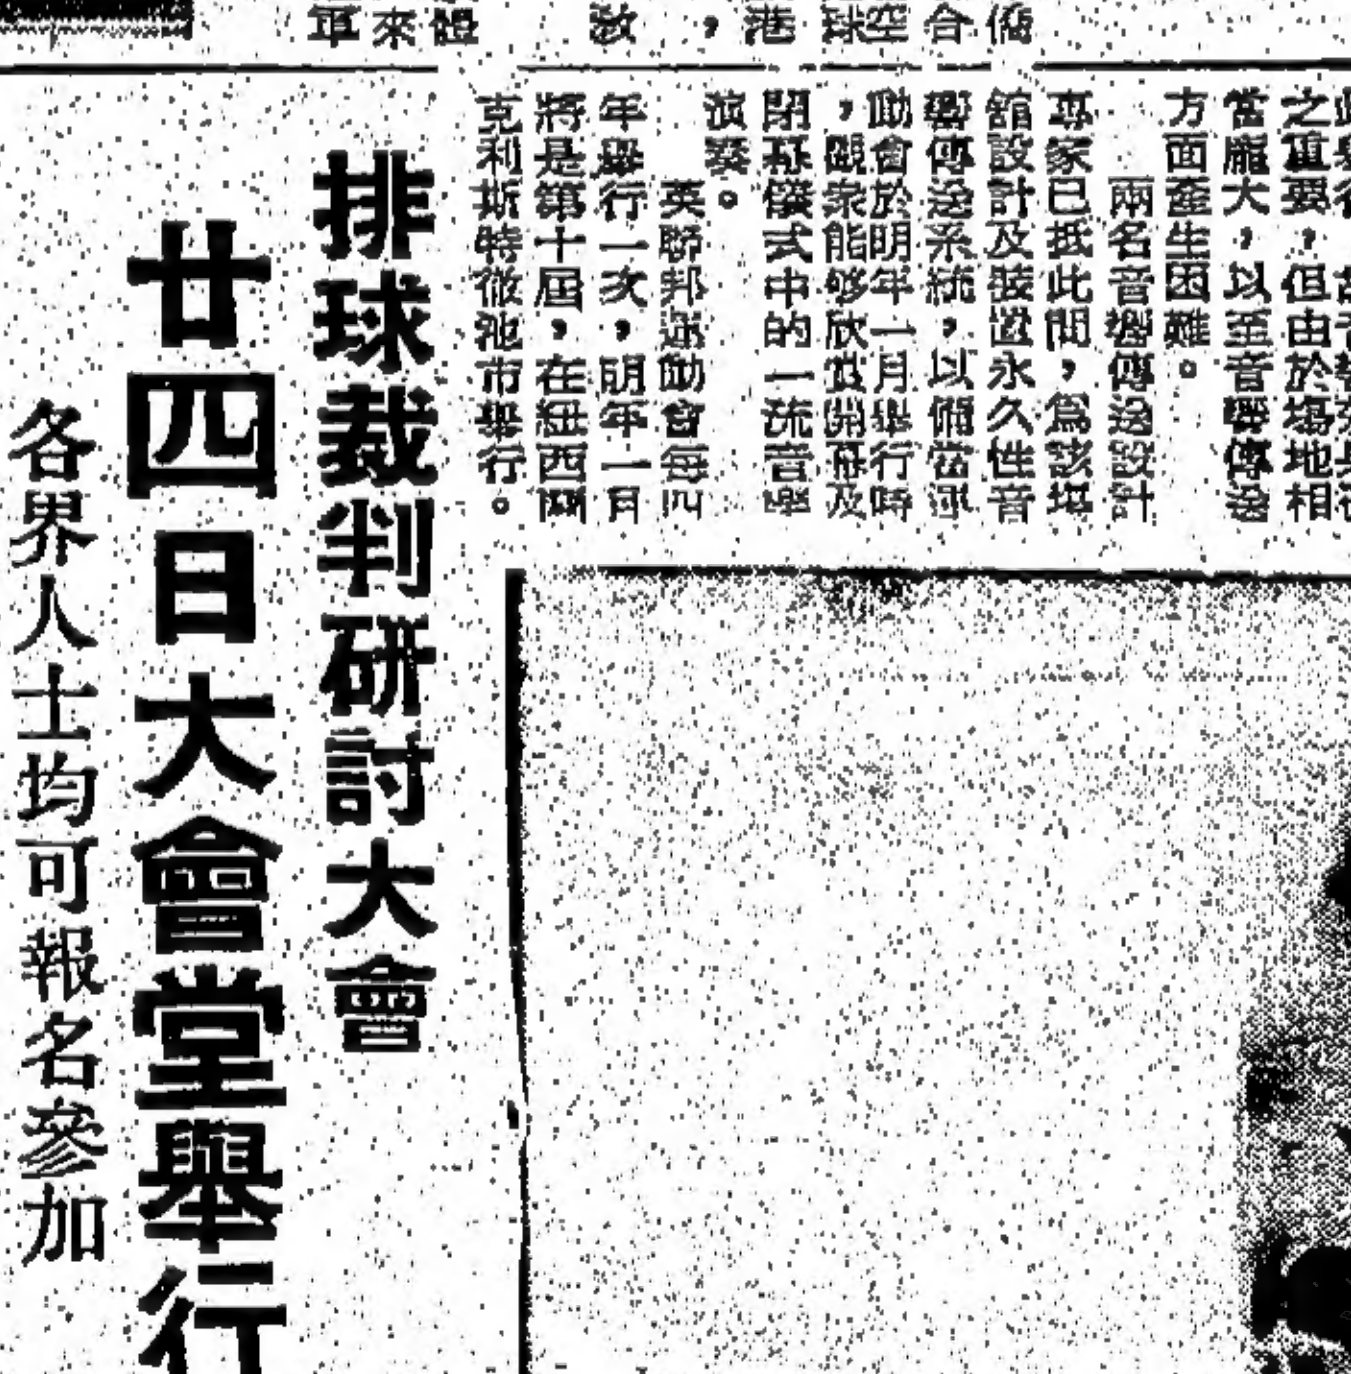 僑
合
空
球
港
，
敎
體
來
軍
之重要，但由於塲地相
當龐大，以至音響傳送
方面產生困難。
兩名音響傳送設計
專家已抵此間，爲該塲
舘設計及裝置永久性音
響傳送系統，以備當運
動會於明年一月舉行時
，觀衆能够欣賞開幕及
閉幕儀式中的一流音樂
演奏。
英聯邦運動會每四
年舉行一次，明年一月
將是第十屆，在紐西蘭
克利斯特徹池市舉行。
排球裁判研討大會
廿四日大會堂舉行
各界人士均可報名參加